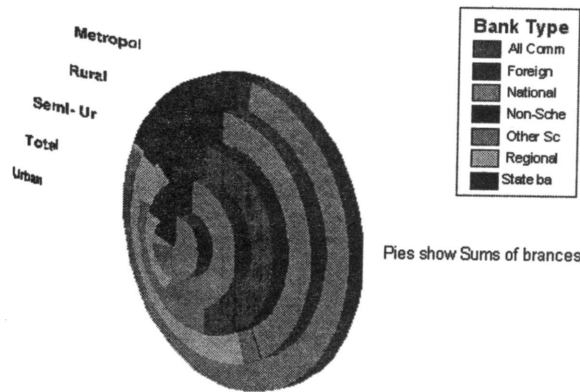 Metropol
Rural
Semi- Ur
Total
Urban
Bank Type
All Comm
Foreign
National
Non-Sche
Other Sc
Regional
State ba
Pies show Sums of brances